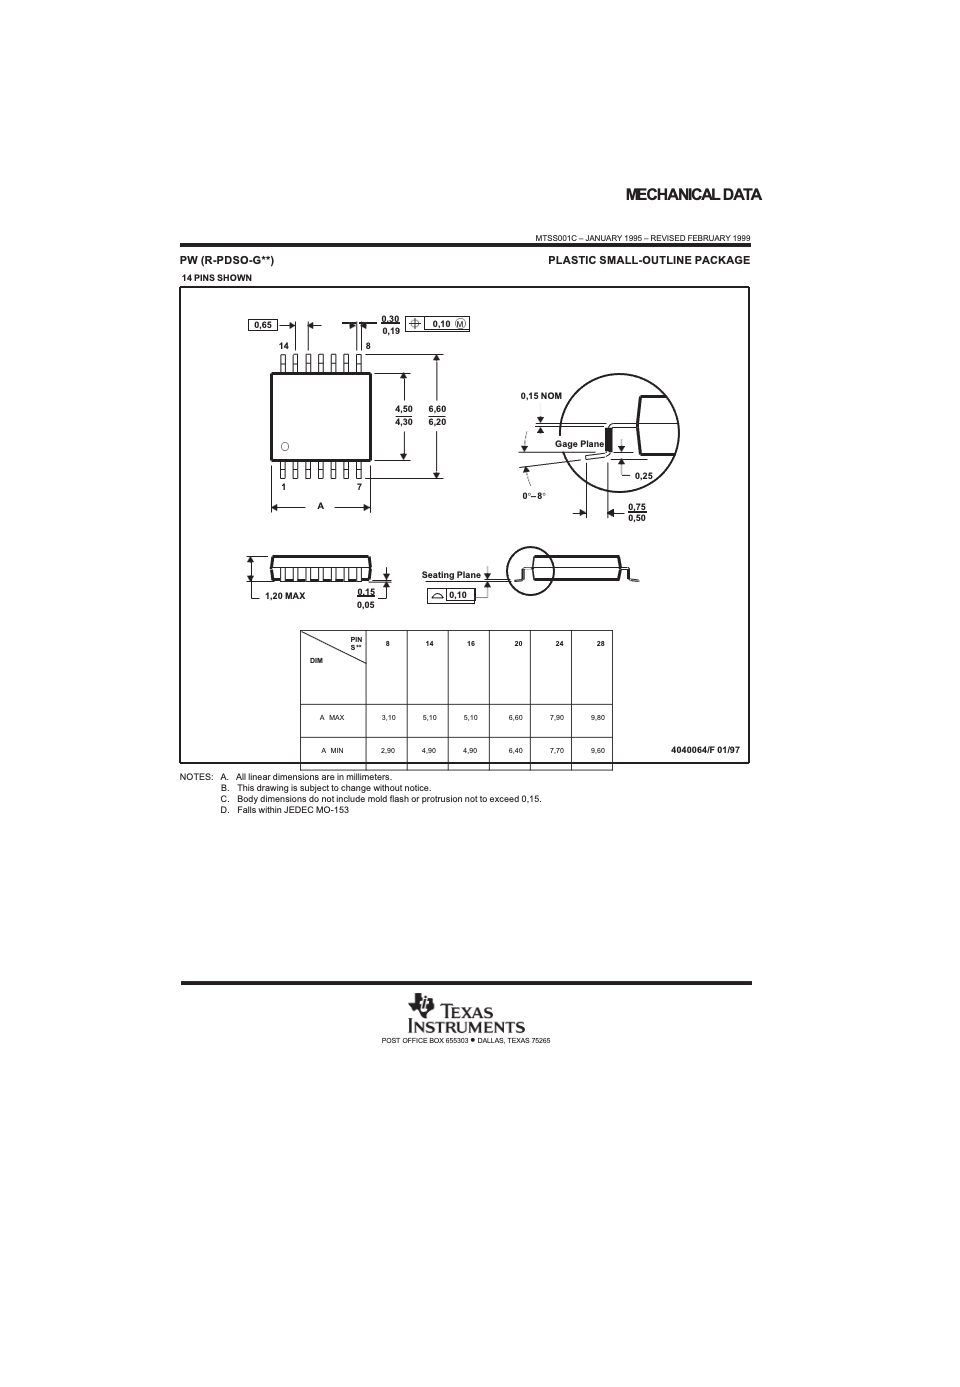 MECHANICAL DATA
MTSS001C – JANUARY 1995 – REVISED FEBRUARY 1999
PW (R-PDSO-G**) PLASTIC SMALL-OUTLINE PACKAGE
14 PINS SHOWN
0,65
0,30
0,19
0,10 M
14 8
4,50
4,30
6,60
6,20
0,15 NOM
Gage Plane
0,25
0°– 8°
0,75
0,50
1 7
A
1,20 MAX
0,15
0,05
Seating Plane
0,10
PIN
S**
DIM
8 14 16 20 24 28
A MAX 3,10 5,10 5,10 6,60 7,90 9,80
A MIN 2,90 4,90 4,90 6,40 7,70 9,60
4040064/F 01/97
NOTES: A. All linear dimensions are in millimeters.
B. This drawing is subject to change without notice.
C. Body dimensions do not include mold flash or protrusion not to exceed 0,15.
D. Falls within JEDEC MO-153
TEXAS
INSTRUMENTS
POST OFFICE BOX 655303 ● DALLAS, TEXAS 75265